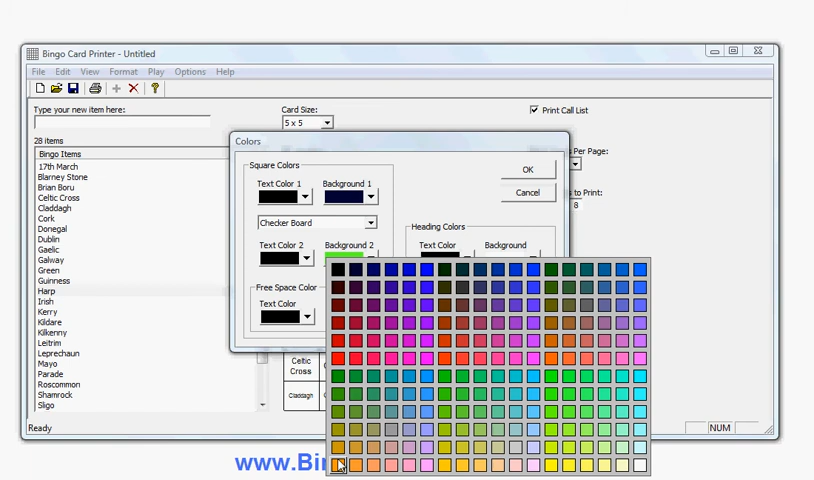 Bingo Card Printer - Untitled
File Edit View Format Play Options Help
Type your new item here:
Card Size:
5 x 5
Print Call List
28 items
Bingo Items
17th March
Blarney Stone
Brian Boru
Celtic Cross
Claddagh
Cork
Donegal
Dublin
Gaelic
Galway
Green
Guinness
Harp
Irish
Kerry
Kildare
Kilkenny
Leitrim
Leprechaun
Mayo
Parade
Roscommon
Shamrock
Sligo
Colors
Square Colors
Text Color 1 Background 1
Checker Board
Text Color 2 Background 2
Free Space Color
Text Color
OK
Cancel
Heading Colors
Text Color Background
Per Page:
to Print:
8
Celtic
Cross
Claddagh
Ready
NUM
www.Bin